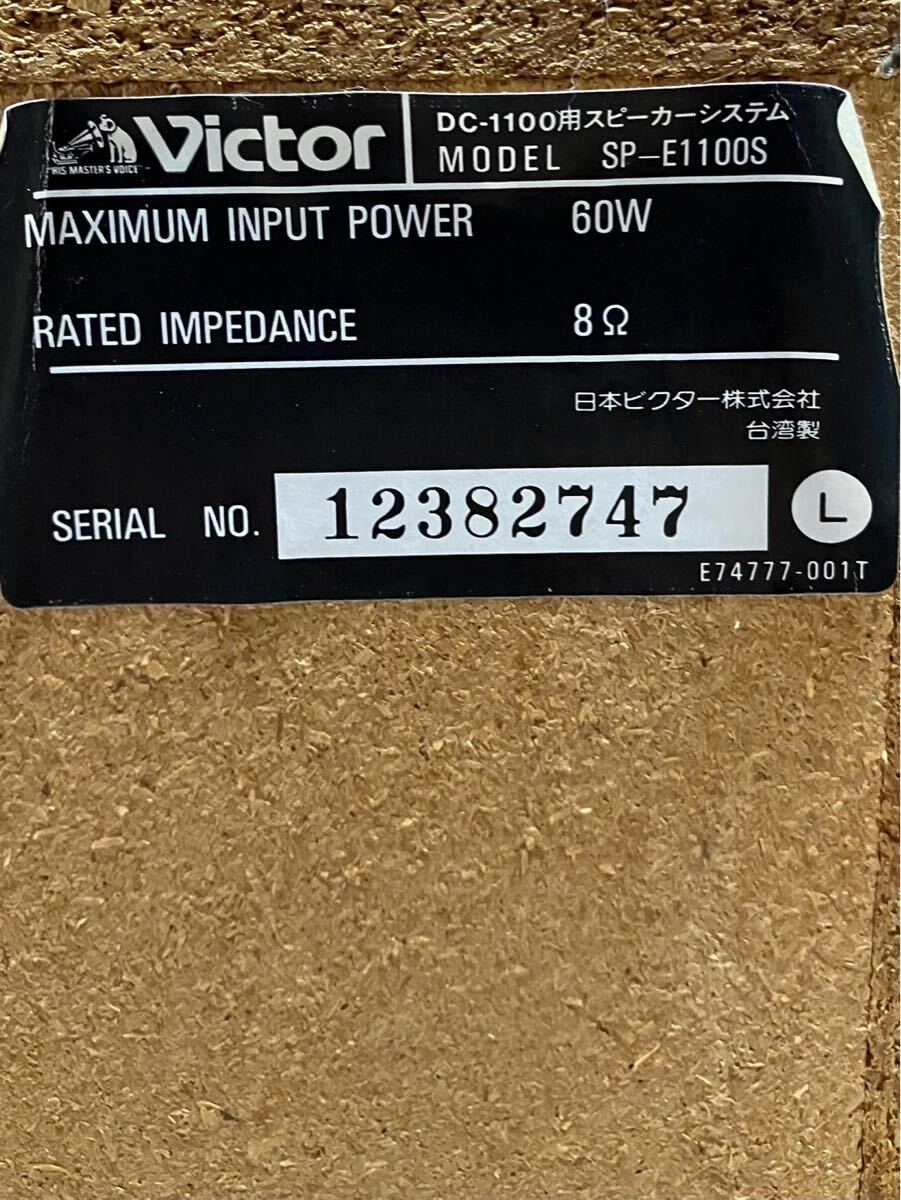 Victor
HIS MASTER'S VOICE
DC-1100用スピーカーシステム
MODEL SP-E1100S
MAXIMUM INPUT POWER 60W
RATED IMPEDANCE 8Ω
日本ビクター株式会社
台湾製
SERIAL NO. 12382747 L
E74777-001T